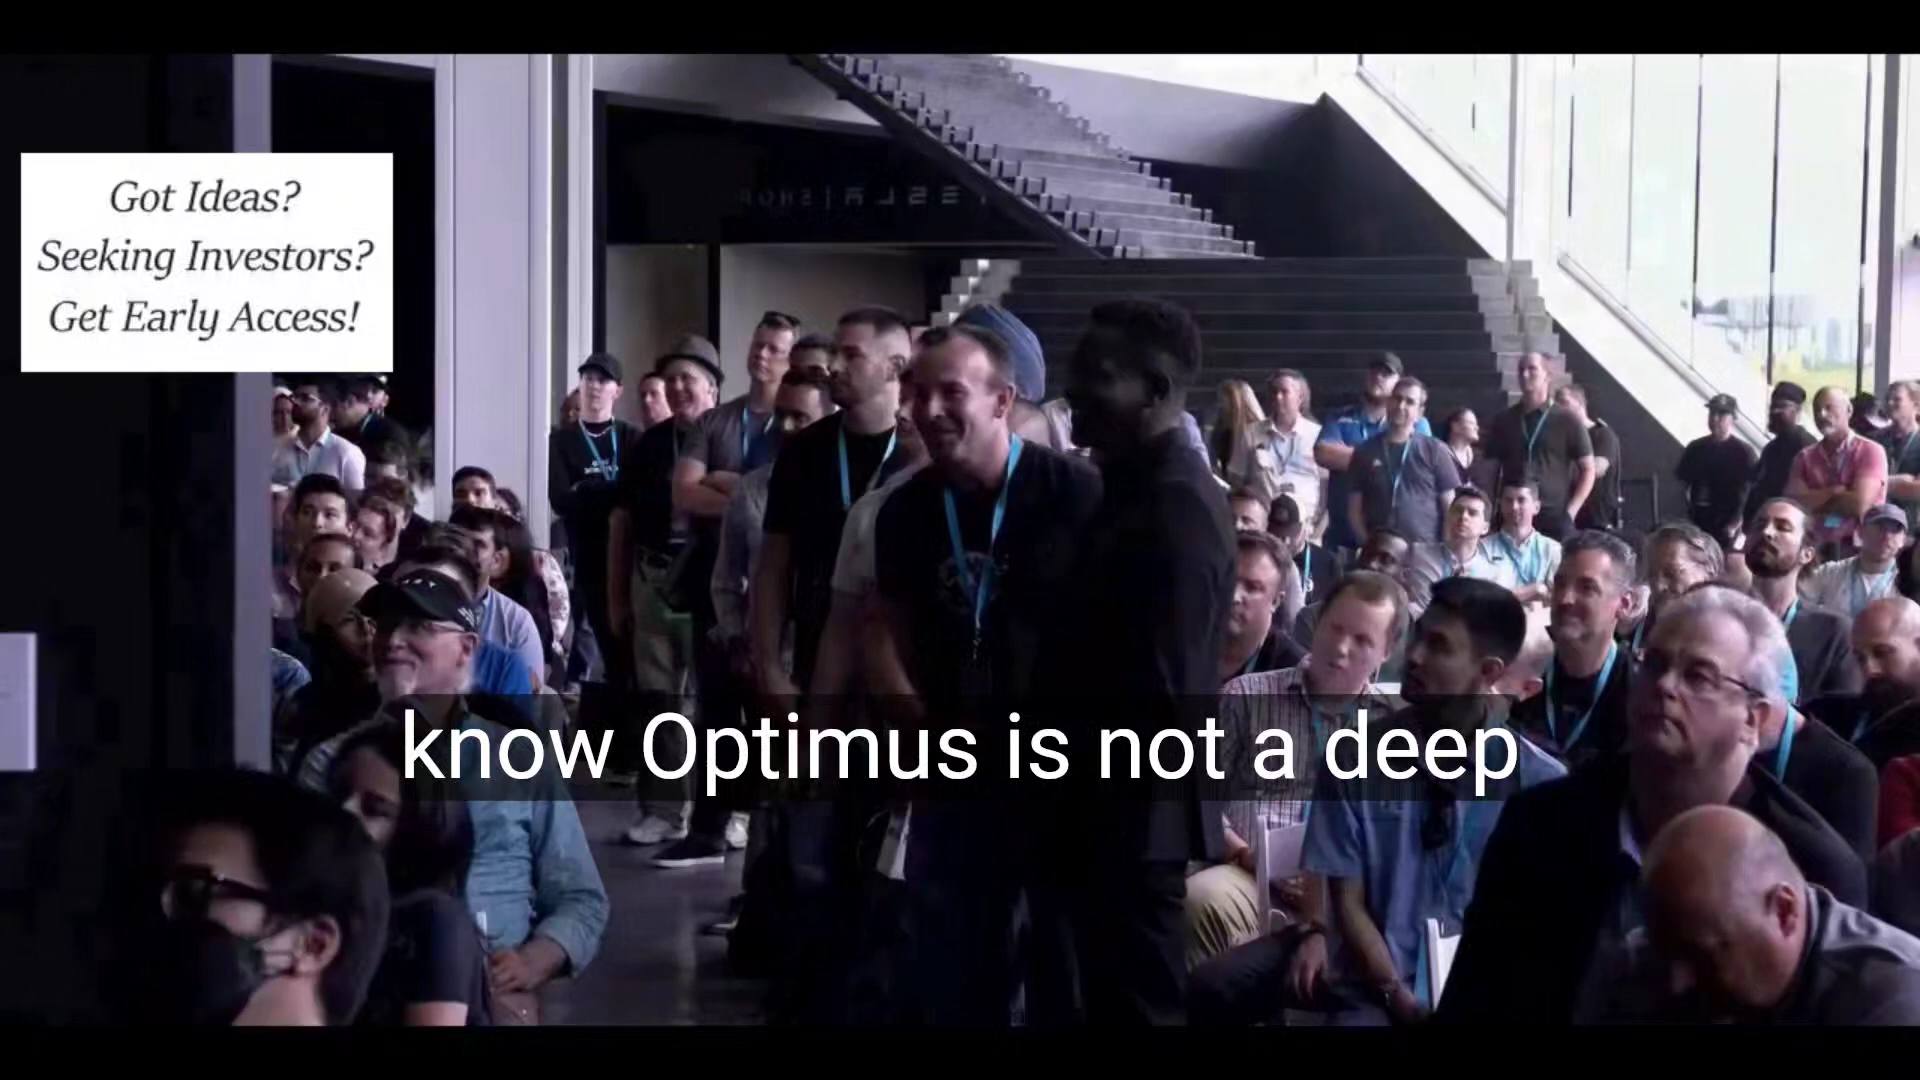 Got Ideas?
Seeking Investors?
Get Early Access!
know Optimus is not a deep